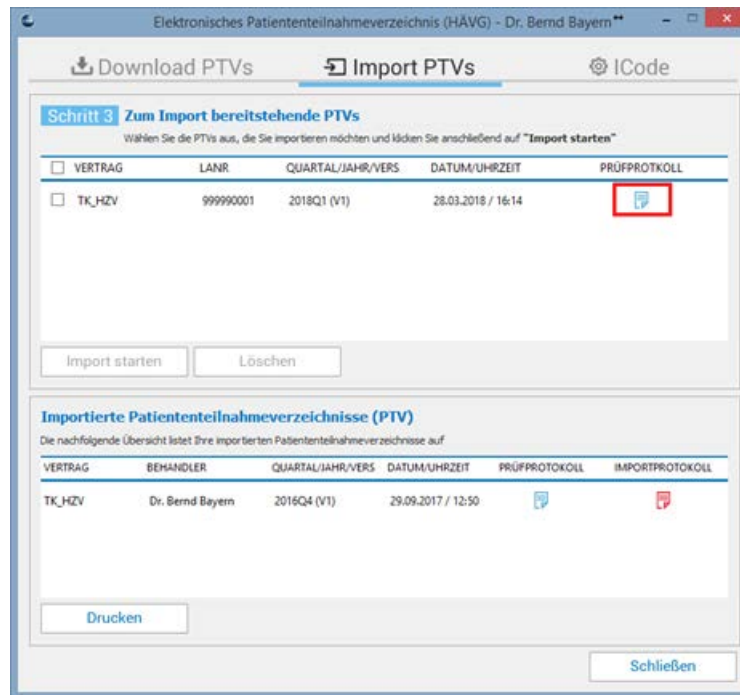 Elektronisches Patiententeilnahmeverzeichnis (HÄVG) - Dr. Bernd Bayern**
Download PTVs Import PTVs ICode
Schritt 3 Zum Import bereitstehende PTVs
Wählen Sie die PTVs aus, die Sie importieren möchten und klicken Sie anschließend auf "Import starten"
VERTRAG LANR QUARTAL/JAHR/VERS DATUM/UHRZEIT PRÜFPROTKOLL
TK_HZV 999990001 2018Q1 (V1) 28.03.2018 / 16:14
Import starten Löschen
Importierte Patiententeilnahmeverzeichnisse (PTV)
Die nachfolgende Übersicht listet Ihre importierten Patiententeilnahmeverzeichnisse auf
VERTRAG BEHANDLER QUARTAL/JAHR/VERS DATUM/UHRZEIT PRÜFPROTOKOLL IMPORTPROTOKOLL
TK_HZV Dr. Bernd Bayern 2016Q4 (V1) 29.09.2017 / 12:50
Drucken
Schließen